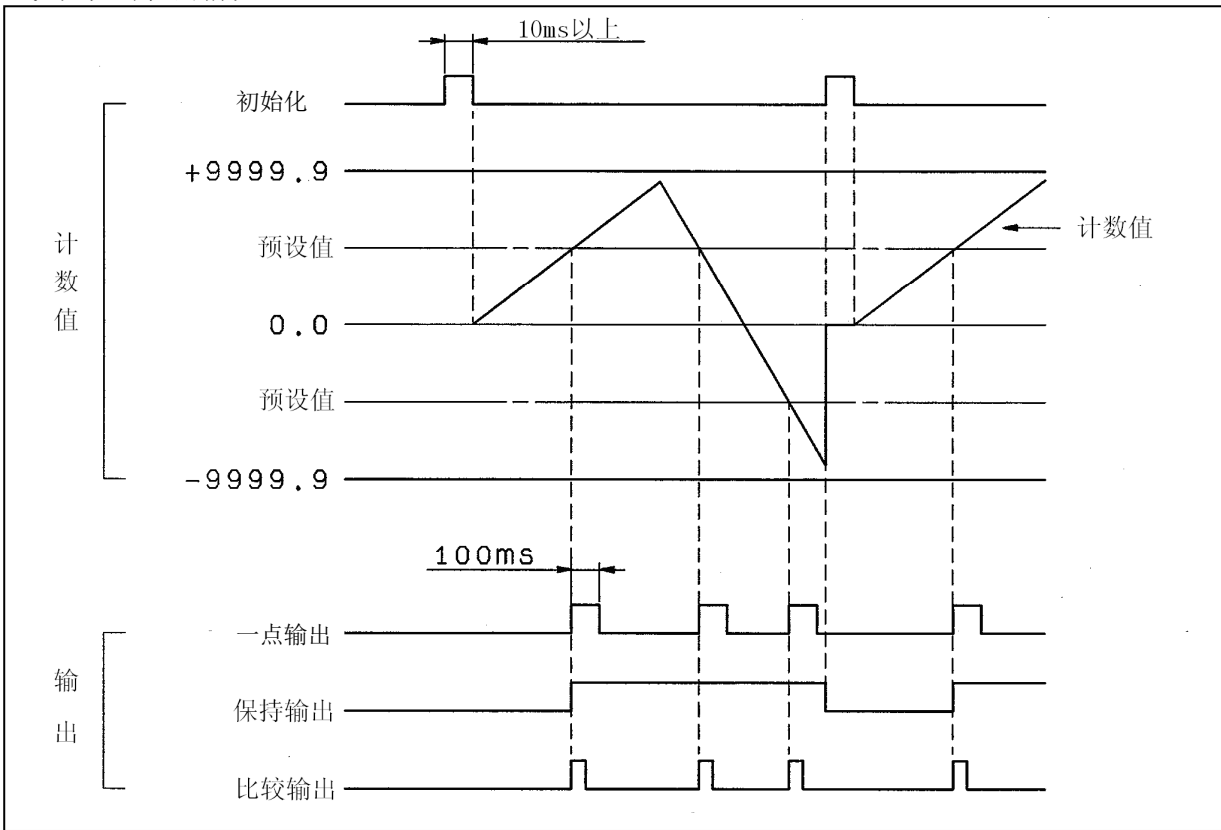 10ms以上
初始化
+9999.9
预设值
计数值
计数值
0.0
预设值
-9999.9
100ms
一点输出
输出
保持输出
比较输出